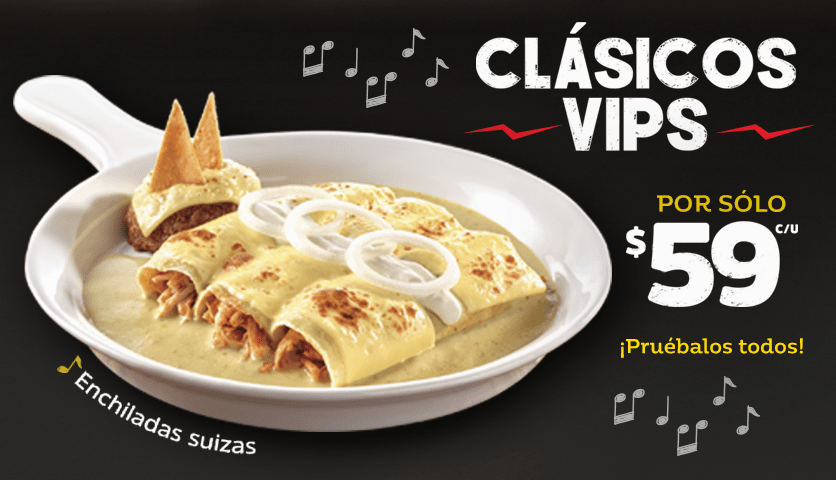 CLÁSICOS
VIPS
POR SÓLO
$59 C/U
¡Pruébalos todos!
Enchiladas suizas